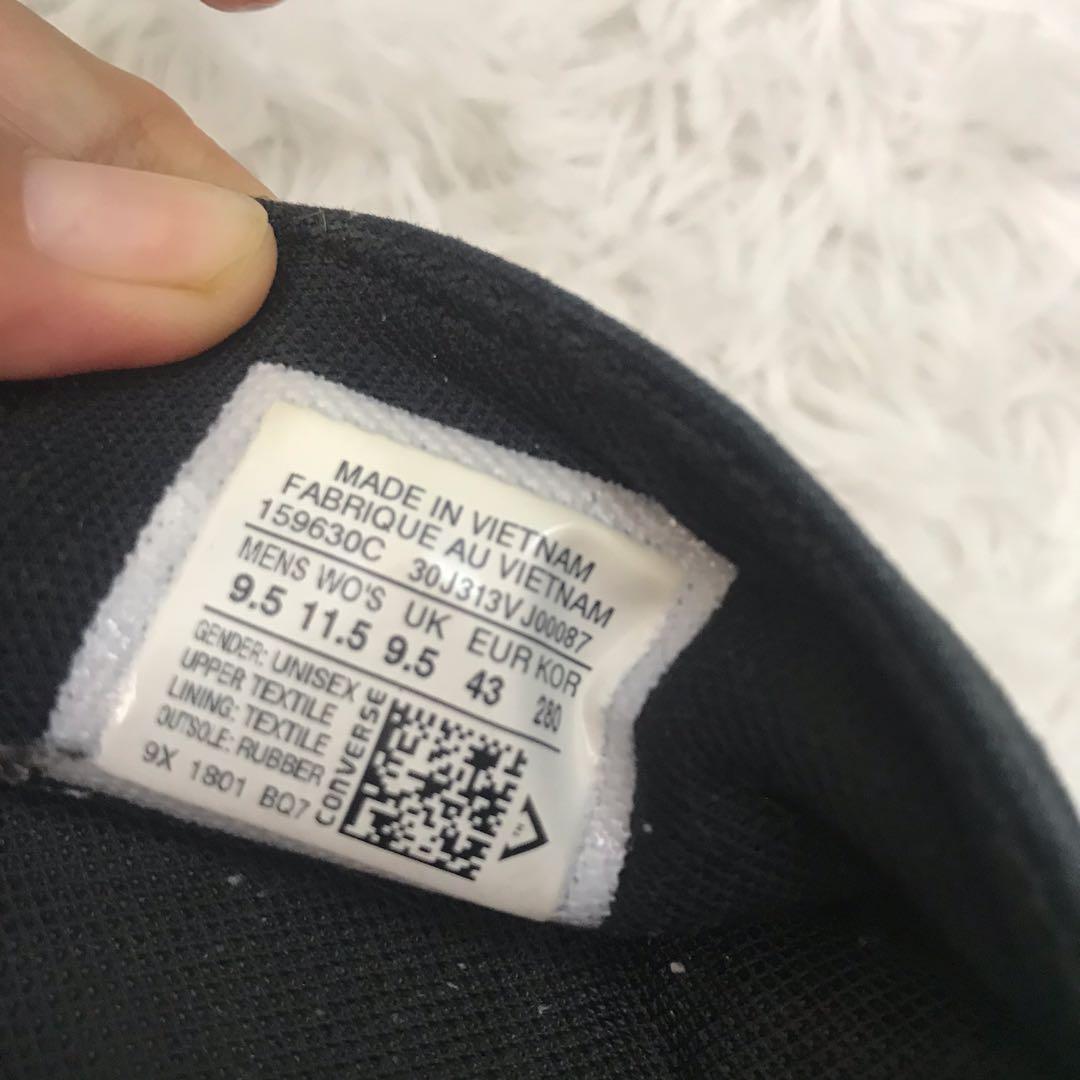 MADE IN VIETNAM
FABRIQUE AU VIETNAM
159630C 30J313V J00087
MENS WO'S UK EUR KOR
9.5 11.5 9.5 43 280
GENDER: UNISEX
UPPER TEXTILE
LINING: TEXTILE
OUTSOLE: RUBBER
9X 1801 BQ7
CONVERSE